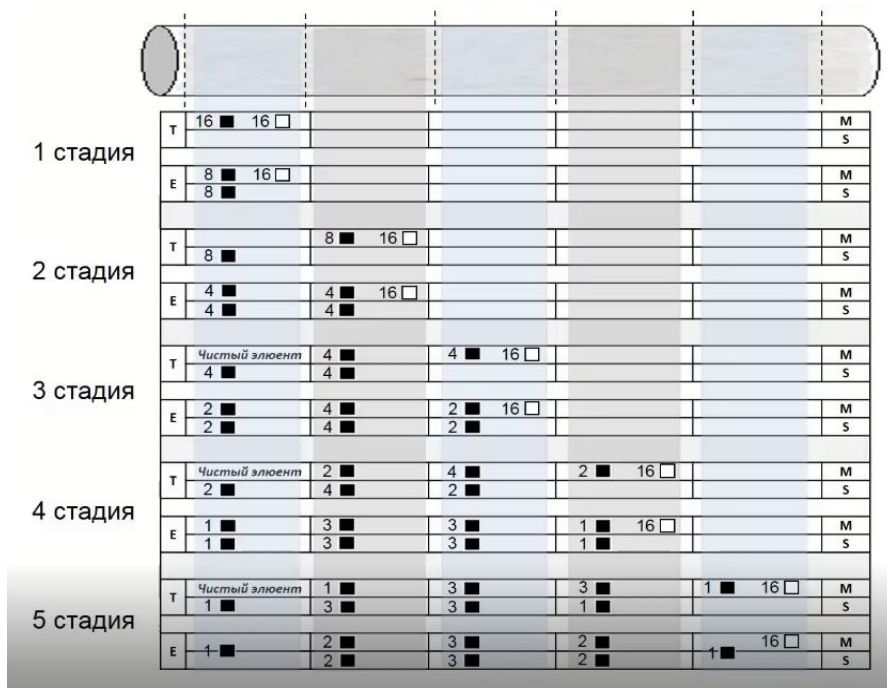 16 ■ 16 □ M
T S
1 стадия
8 ■ 16 □ M
E 8 ■ S
8 ■ 16 □ M
T 8 ■ S
2 стадия
4 ■ 4 ■ 16 □ M
E 4 ■ 4 ■ S
Чистый элюент 4 ■ 4 ■ 16 □ M
T 4 ■ 4 ■ S
3 стадия
2 ■ 4 ■ 2 ■ 16 □ M
E 2 ■ 4 ■ 2 ■ S
Чистый элюент 2 ■ 4 ■ 2 ■ 16 □ M
T 2 ■ 4 ■ 2 ■ S
4 стадия
1 ■ 3 ■ 3 ■ 1 ■ 16 □ M
E 1 ■ 3 ■ 3 ■ 1 ■ S
Чистый элюент 1 ■ 3 ■ 3 ■ 1 ■ 16 □ M
T 1 ■ 3 ■ 3 ■ 1 ■ S
5 стадия
2 ■ 3 ■ 2 ■ 16 □ M
E 1 ■ 2 ■ 3 ■ 2 ■ 1 ■ S